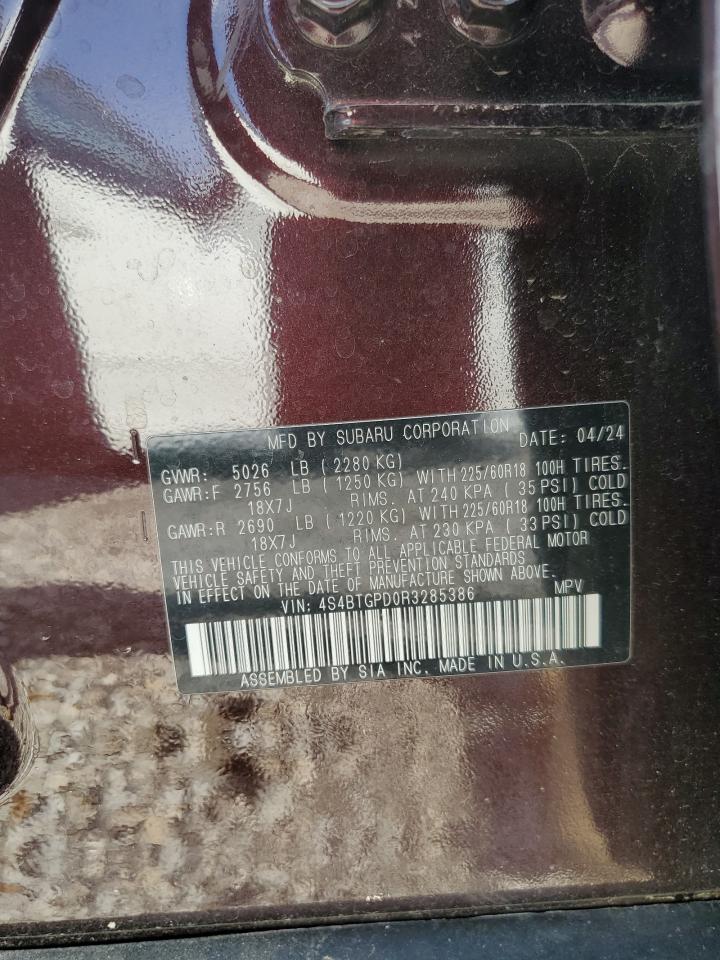 MFD BY SUBARU CORPORATION DATE: 04/24
GVWR: 5026 LB ( 2280 KG)
GAWR:F 2756 LB ( 1250 KG) WITH 225/60R18 100H TIRES.
18X7J RIMS. AT 240 KPA ( 35 PSI) COLD
GAWR:R 2690 LB ( 1220 KG) WITH 225/60R18 100H TIRES.
18X7J RIMS. AT 230 KPA ( 33 PSI) COLD
THIS VEHICLE CONFORMS TO ALL APPLICABLE FEDERAL MOTOR
VEHICLE SAFETY AND THEFT PREVENTION STANDARDS
IN EFFECT ON THE DATE OF MANUFACTURE SHOWN ABOVE.
VIN: 4S4BTGPD0R3285386 MPV
ASSEMBLED BY SIA INC. MADE IN U.S.A.